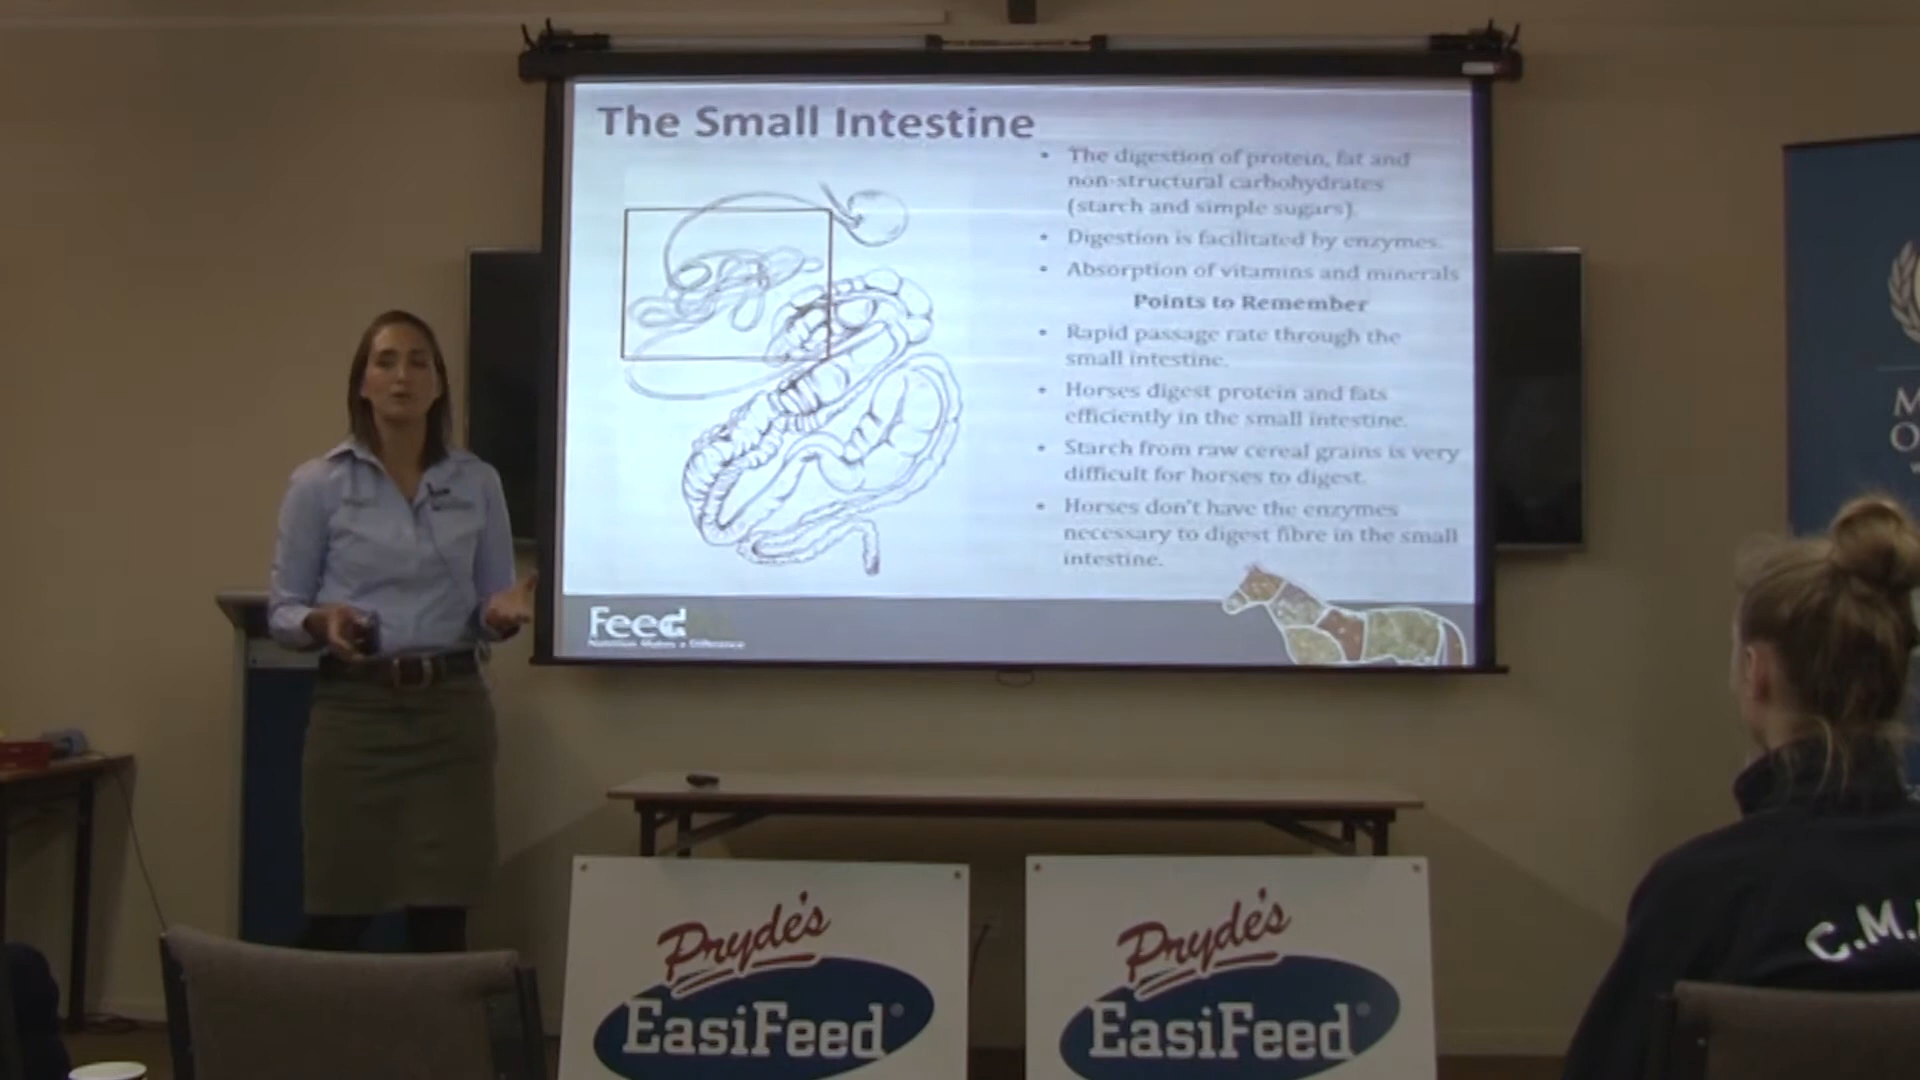 The Small Intestine
• The digestion of protein, fat and
non-structural carbohydrates
(starch and simple sugars).
• Digestion is facilitated by enzymes.
• Absorption of vitamins and minerals
Points to Remember
• Rapid passage rate through the
small intestine.
• Horses digest protein and fats
efficiently in the small intestine.
• Starch from raw cereal grains is very
difficult for horses to digest.
• Horses don't have the enzymes
necessary to digest fibre in the small
intestine.
Feed
Nutrition Makes a Difference
M
O
C.M.
Pryde's
EasiFeed®
Pryde's
EasiFeed®